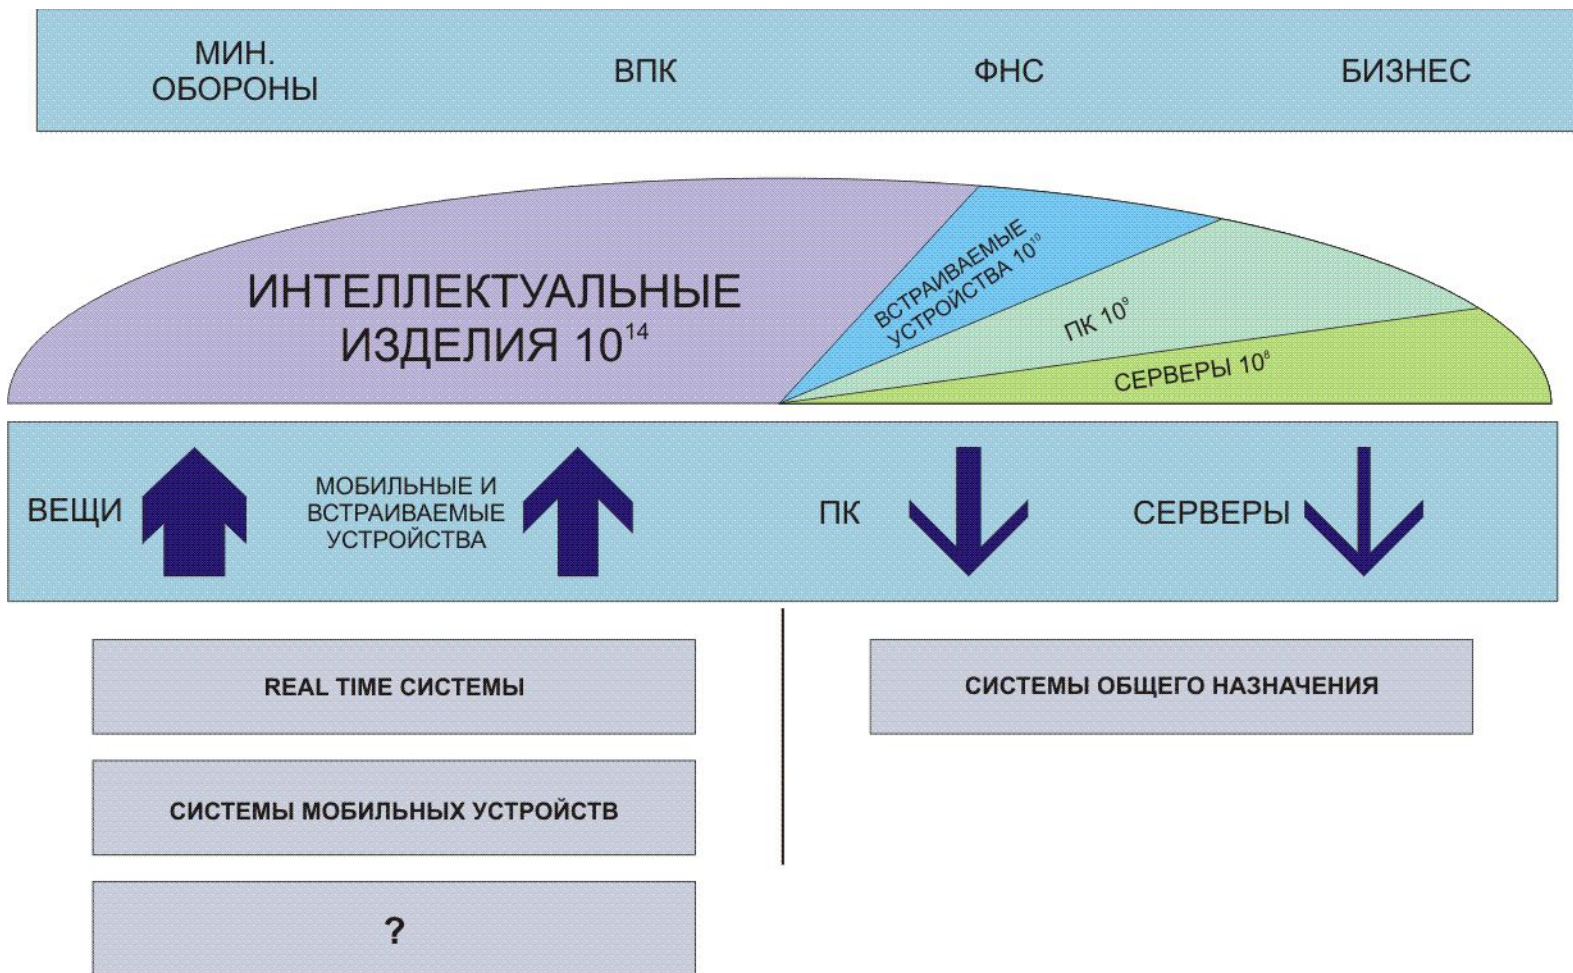 МИН.
ОБОРОНЫ
ВПК
ФНС
БИЗНЕС
ИНТЕЛЛЕКТУАЛЬНЫЕ
ИЗДЕЛИЯ 10¹⁴
ВСТРАИВАЕМЫЕ
УСТРОЙСТВА 10¹⁰
ПК 10⁹
СЕРВЕРЫ 10⁸
ВЕЩИ
МОБИЛЬНЫЕ И
ВСТРАИВАЕМЫЕ
УСТРОЙСТВА
ПК
СЕРВЕРЫ
REAL TIME СИСТЕМЫ
СИСТЕМЫ ОБЩЕГО НАЗНАЧЕНИЯ
СИСТЕМЫ МОБИЛЬНЫХ УСТРОЙСТВ
?